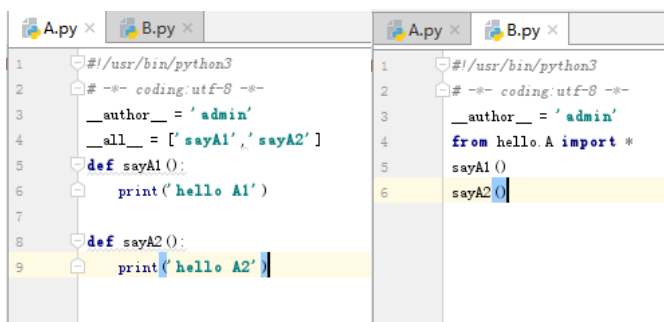 A.py
B.py
1 #!/usr/bin/python3
2 # -*- coding:utf-8 -*-
3 __author__ = 'admin'
4 __all__ = ['sayA1','sayA2']
5 def sayA1():
6 print('hello A1')
7
8 def sayA2():
9 print('hello A2')
A.py
B.py
1 #!/usr/bin/python3
2 # -*- coding:utf-8 -*-
3 __author__ = 'admin'
4 from hello.A import *
5 sayA1()
6 sayA2()